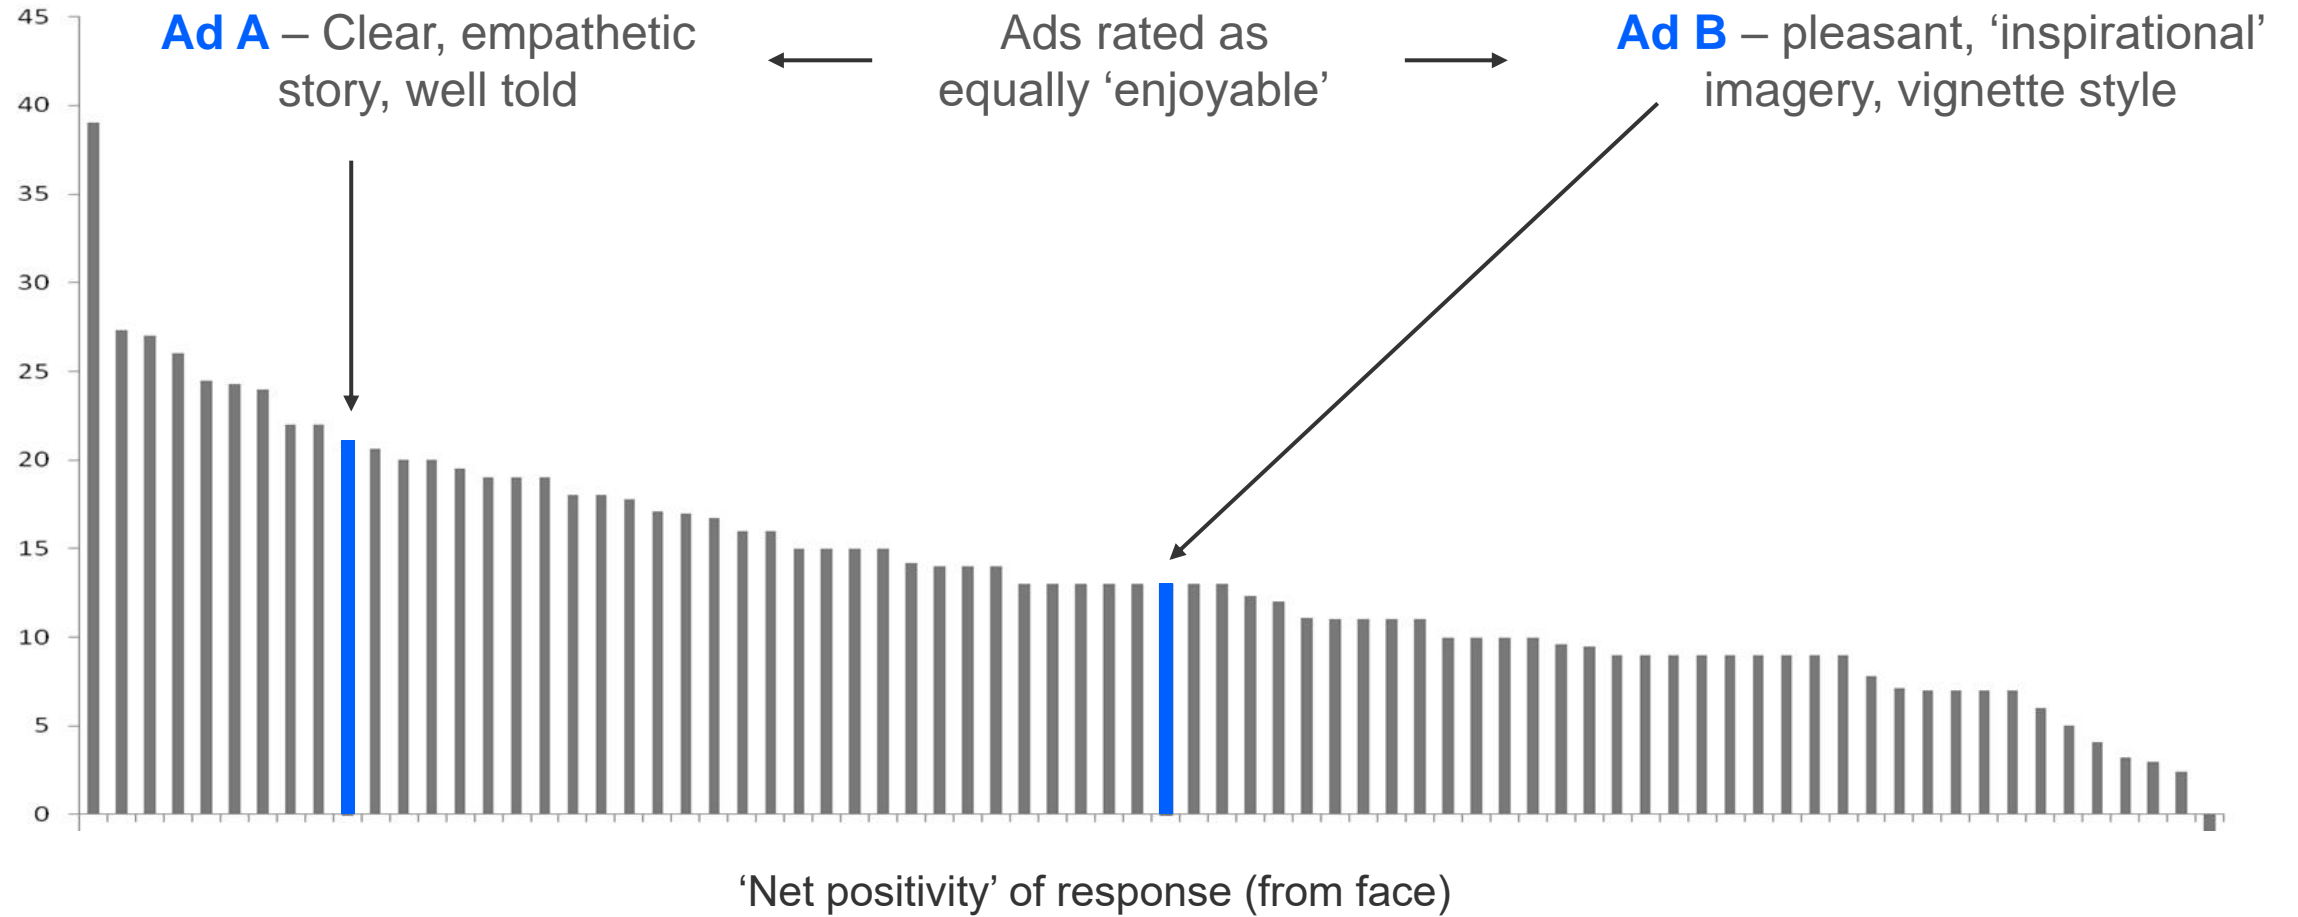 Ad A – Clear, empathetic
story, well told
Ads rated as
equally ‘enjoyable’
Ad B – pleasant, ‘inspirational’
imagery, vignette style
45
40
35
30
25
20
15
10
5
0
‘Net positivity’ of response (from face)